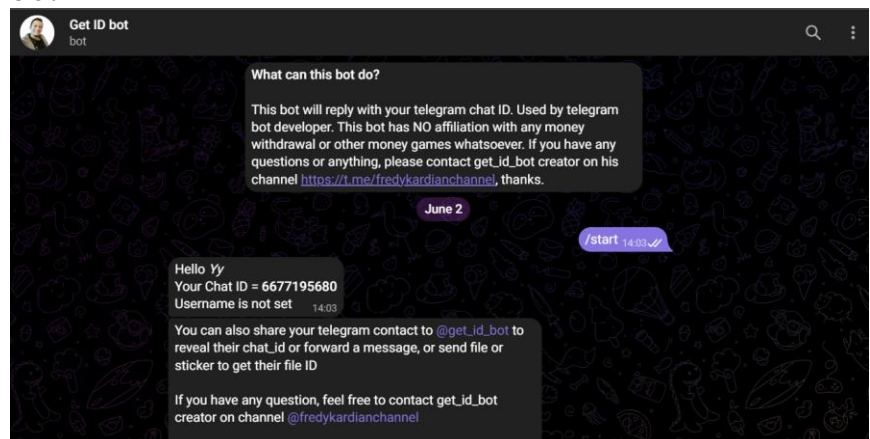 Get ID bot
bot
What can this bot do?
This bot will reply with your telegram chat ID. Used by telegram
bot developer. This bot has NO affiliation with any money
withdrawal or other money games whatsoever. If you have any
questions or anything, please contact get_id_bot creator on his
channel https://t.me/fredykardianchannel, thanks.
June 2
/start 14:03
Hello Yy
Your Chat ID = 6677195680
Username is not set 14:03
You can also share your telegram contact to @get_id_bot to
reveal their chat_id or forward a message, or send file or
sticker to get their file ID
If you have any question, feel free to contact get_id_bot
creator on channel @fredykardianchannel